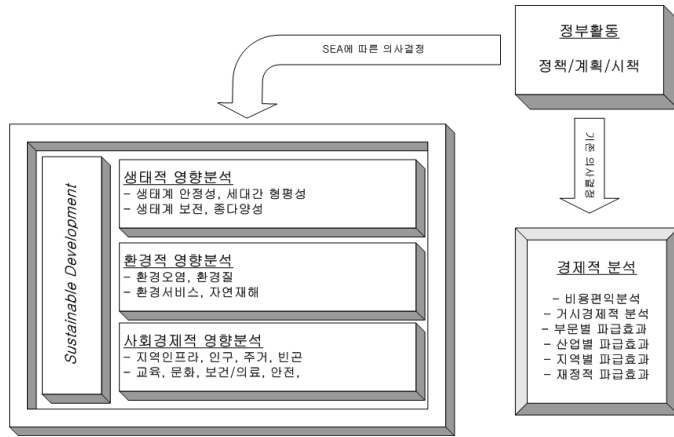 정부활동
정책/계획/시책
SEA에 따른 의사결정
기존 의사결정
Sustainable Development
생태적 영향분석
- 생태계 안정성, 세대간 형평성
- 생태계 보전, 종다양성
환경적 영향분석
- 환경오염, 환경질
- 환경서비스, 자연재해
사회경제적 영향분석
- 지역인프라, 인구, 주거, 빈곤
- 교육, 문화, 보건/의료, 안전,
경제적 분석
- 비용편익분석
- 거시경제적 분석
- 부문별 파급효과
- 산업별 파급효과
- 지역별 파급효과
- 재정적 파급효과